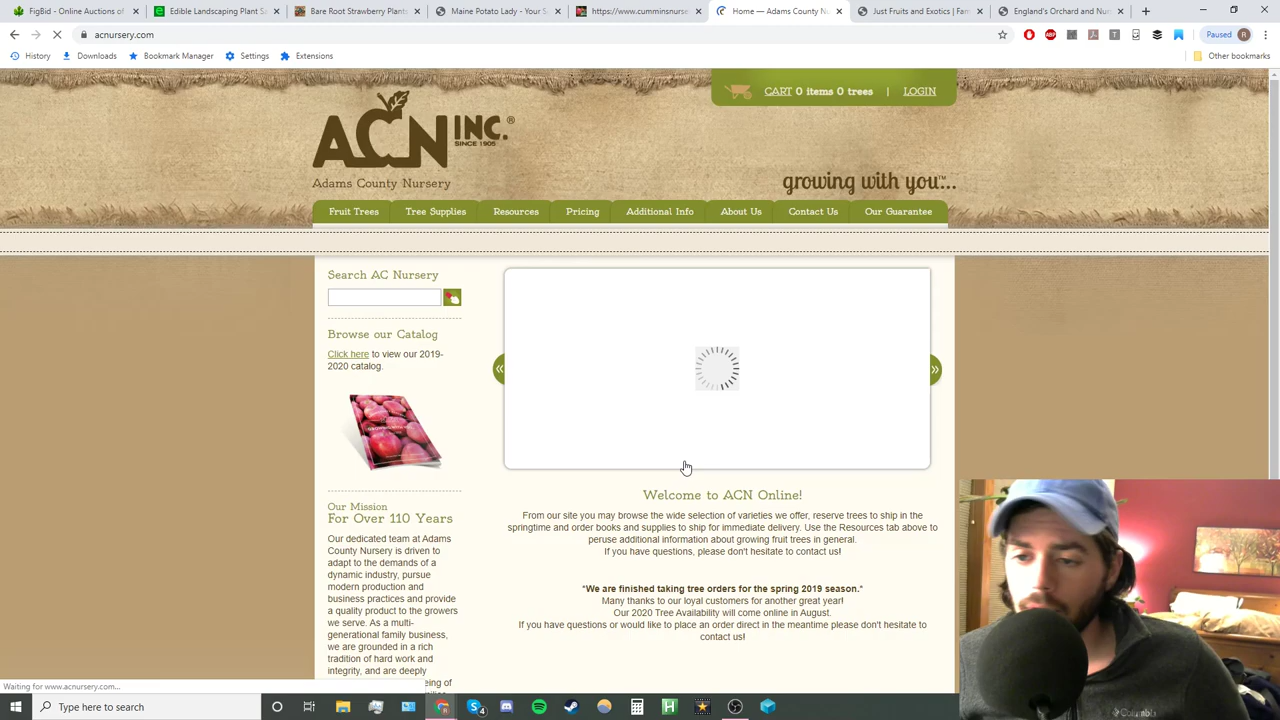 FigBid - Online Auctions of
Edible Landscaping Plant Sa
Bare Root Strawberry Plants
Maine Potato Lady - Your S
https://www.cumminsnurse
Home — Adams County Nu
Just Fruits and Exotics | Fam
England's Orchard and Nu
acnursery.com
Paused
R
History
Downloads
Bookmark Manager
Settings
Extensions
Other bookmarks
CART 0 items 0 trees | LOGIN
ACN INC.®
SINCE 1905
Adams County Nursery
growing with you™...
Fruit Trees
Tree Supplies
Resources
Pricing
Additional Info
About Us
Contact Us
Our Guarantee
Search AC Nursery
Browse our Catalog
Click here to view our 2019-
2020 catalog.
Our Mission
For Over 110 Years
Our dedicated team at Adams
County Nursery is driven to
adapt to the demands of a
dynamic industry, pursue
modern production and
business practices and provide
a quality product to the growers
we serve. As a multi-
generational family business,
we are grounded in a rich
tradition of hard work and
integrity, and are deeply
eing of
«
»
Welcome to ACN Online!
From our site you may browse the wide selection of varieties we offer, reserve trees to ship in the
springtime and order books and supplies to ship for immediate delivery. Use the Resources tab above to
peruse additional information about growing fruit trees in general.
If you have questions, please don't hesitate to contact us!
*We are finished taking tree orders for the spring 2019 season.*
Many thanks to our loyal customers for another great year!
Our 2020 Tree Availability will come online in August.
If you have questions or would like to place an order direct in the meantime please don't hesitate to
contact us!
Waiting for www.acnursery.com...
Type here to search